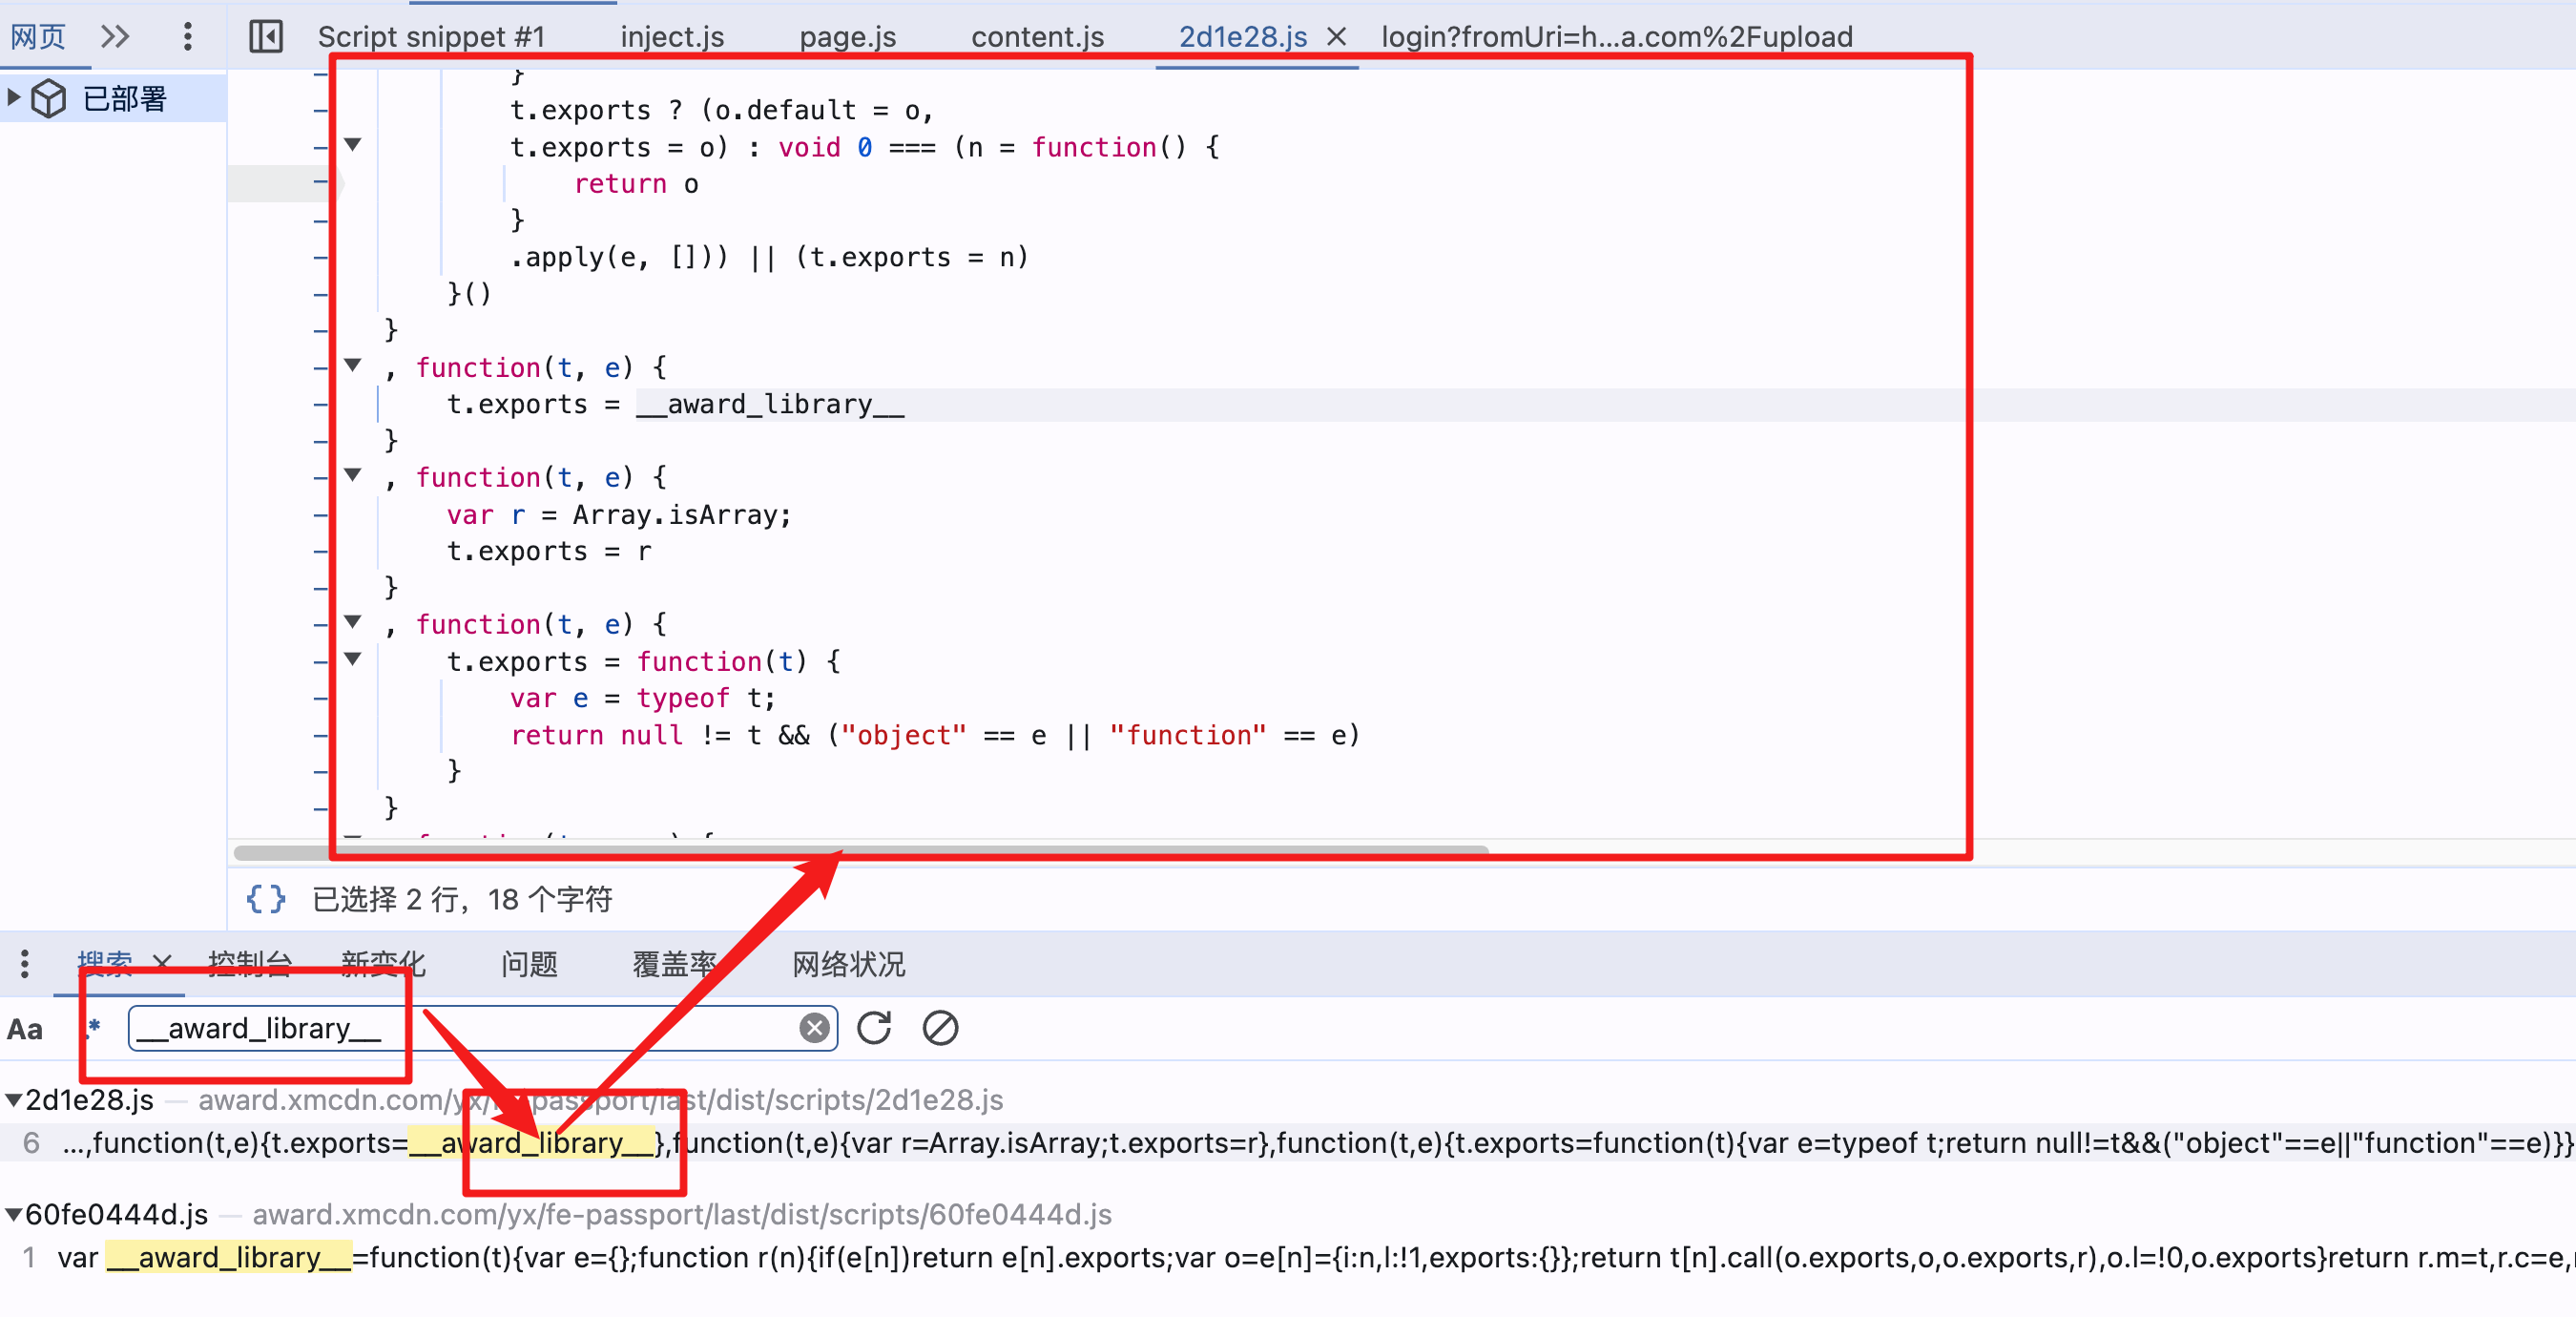 网页
Script snippet #1 inject.js page.js content.js 2d1e28.js login?fromUri=h...a.com%2Fupload
已部署
}
t.exports ? (o.default = o,
t.exports = o) : void 0 === (n = function() {
return o
}
.apply(e, [])) || (t.exports = n)
}()
}
, function(t, e) {
t.exports = __award_library__
}
, function(t, e) {
var r = Array.isArray;
t.exports = r
}
, function(t, e) {
t.exports = function(t) {
var e = typeof t;
return null != t && ("object" == e || "function" == e)
}
}
{ } 已选择 2 行，18 个字符
搜索 控制台 新变化 问题 覆盖率 网络状况
Aa .* __award_library__
2d1e28.js — award.xmcdn.com/yx/fe-passport/last/dist/scripts/2d1e28.js
6 ...,function(t,e){t.exports=__award_library__},function(t,e){var r=Array.isArray;t.exports=r},function(t,e){t.exports=function(t){var e=typeof t;return null!=t&&("object"==e||"function"==e)}}
60fe0444d.js — award.xmcdn.com/yx/fe-passport/last/dist/scripts/60fe0444d.js
1 var __award_library__=function(t){var e={};function r(n){if(e[n])return e[n].exports;var o=e[n]={i:n,l:!1,exports:{}};return t[n].call(o.exports,o,o.exports,r),o.l=!0,o.exports}return r.m=t,r.c=e,